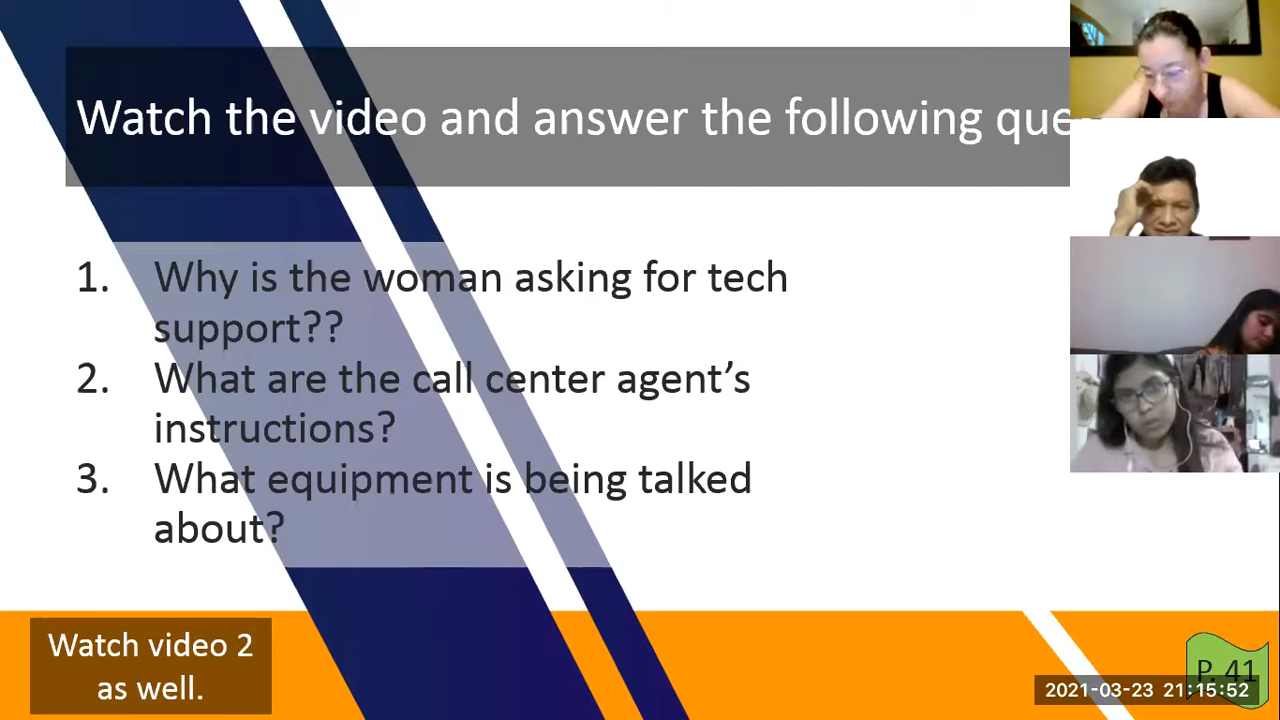 Watch the video and answer the following
1. Why is the woman asking for tech
support??
2. What are the call center agent’s
instructions?
3. What equipment is being talked
about?
Watch video 2
as well.
P. 41
2021-03-23 21:15:52